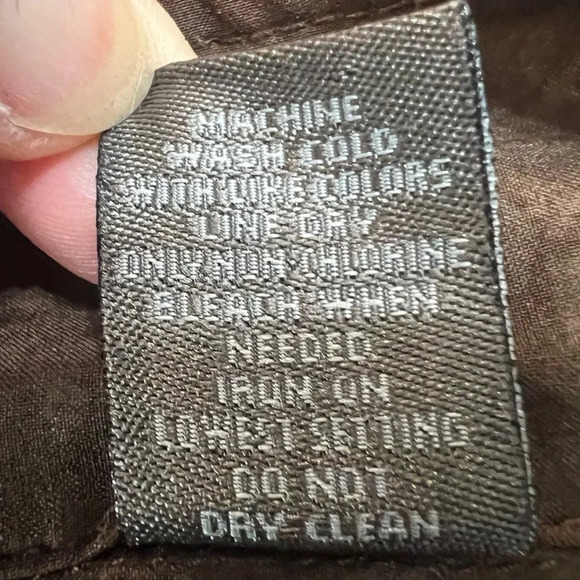 MACHINE
WASH COLD
WITH LIKE COLORS
LINE DRY
ONLY NON CHLORINE
BLEACH WHEN
NEEDED.
IRON ON
LOWEST SETTING
DO NOT
DRY CLEAN